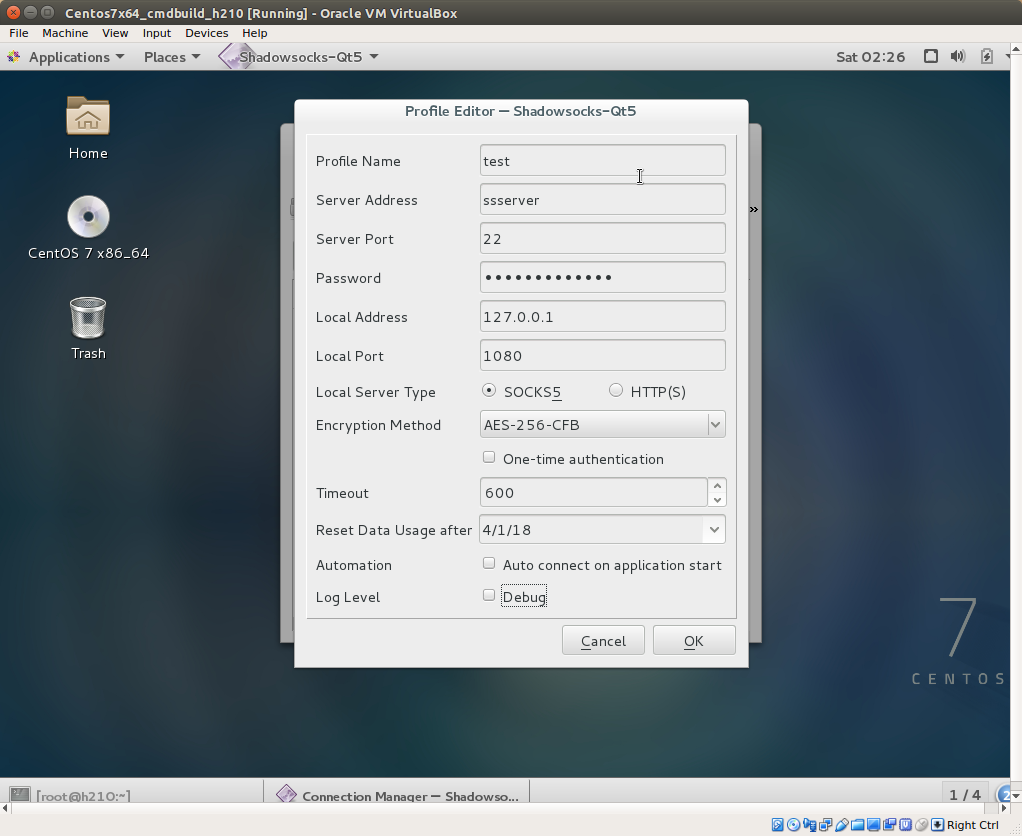 Centos7x64_cmdbuild_h210 [Running] - Oracle VM VirtualBox
File Machine View Input Devices Help
Applications Places Shadowsocks-Qt5 Sat 02:26
Profile Editor — Shadowsocks-Qt5
Home
CentOS 7 x86_64
Trash
Profile Name test
Server Address ssserver
Server Port 22
Password •••••••••••••
Local Address 127.0.0.1
Local Port 1080
Local Server Type SOCKS5 HTTP(S)
Encryption Method AES-256-CFB
One-time authentication
Timeout 600
Reset Data Usage after 4/1/18
Automation Auto connect on application start
Log Level Debug
Cancel OK
7
CENTOS
[root@h210:~] Connection Manager — Shadowso... 1 / 4 2
Right Ctrl